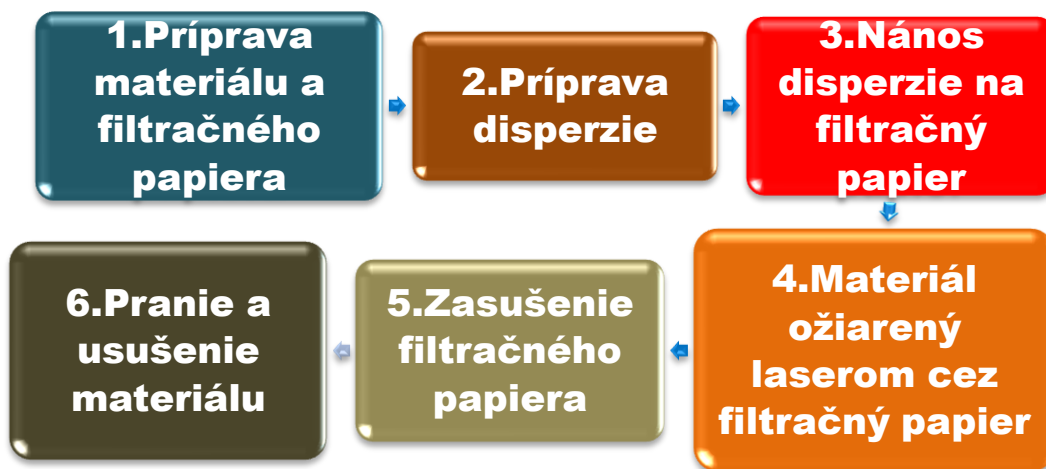 1.Príprava
materiálu a
filtračného
papiera
2.Príprava
disperzie
3.Nános
disperzie na
filtračný
papier
4.Materiál
ožiarený
laserom cez
filtračný papier
5.Zasušenie
filtračného
papiera
6.Pranie a
usušenie
materiálu